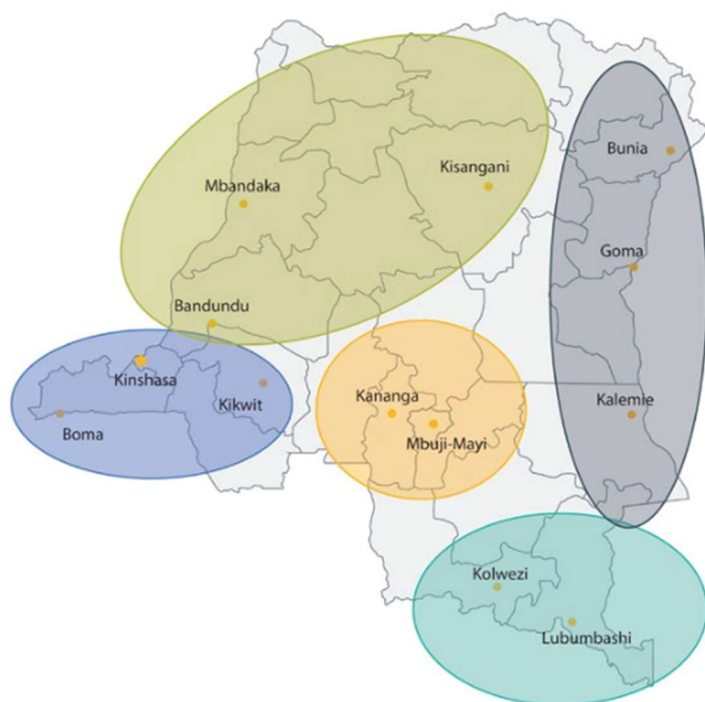 Bunia
Kisangani
Mbandaka
Goma
Bandundu
Kinshasa
Kikwit
Kananga
Kalemie
Boma
Mbuji-Mayi
Kolwezi
Lubumbashi